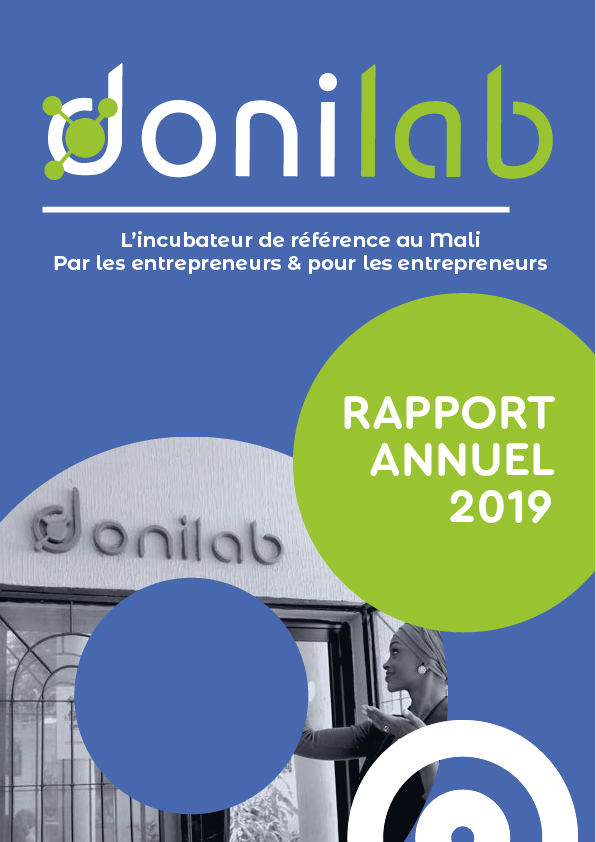 donilab
L'incubateur de référence au Mali
Par les entrepreneurs & pour les entrepreneurs
RAPPORT
ANNUEL
2019
donilab